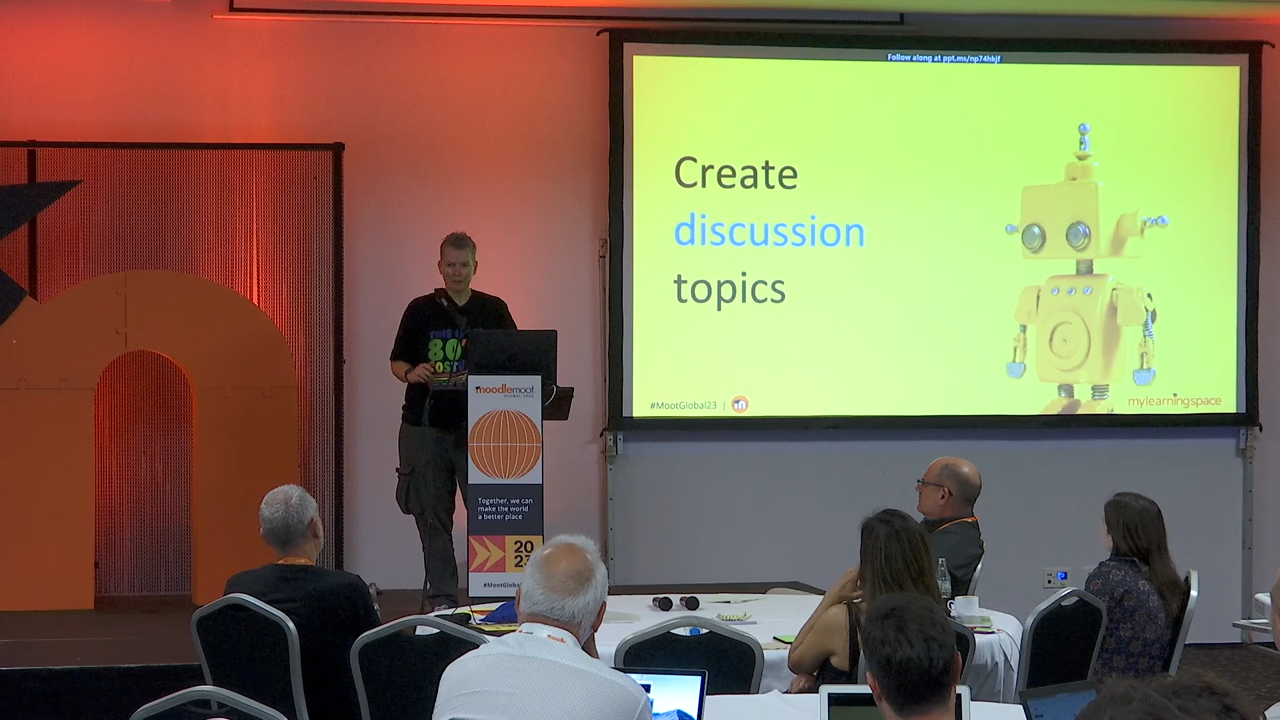 Follow along at ppt.ms/np74hkjf
Create
discussion
topics
#MootGlobal23 |
mylearningspace
80'
moodlemoot
GLOBAL 2023
Together, we can
make the world
a better place
20
23
#MootGlobal